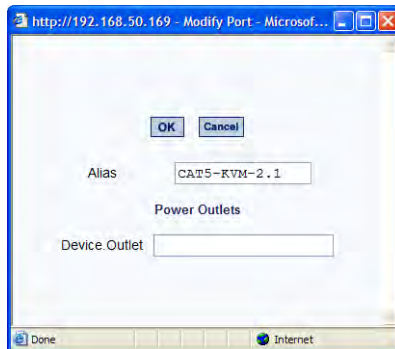 http://192.168.50.169 - Modify Port - Microsof...
OK Cancel
Alias CAT5-KVM-2.1
Power Outlets
Device.Outlet
Done Internet